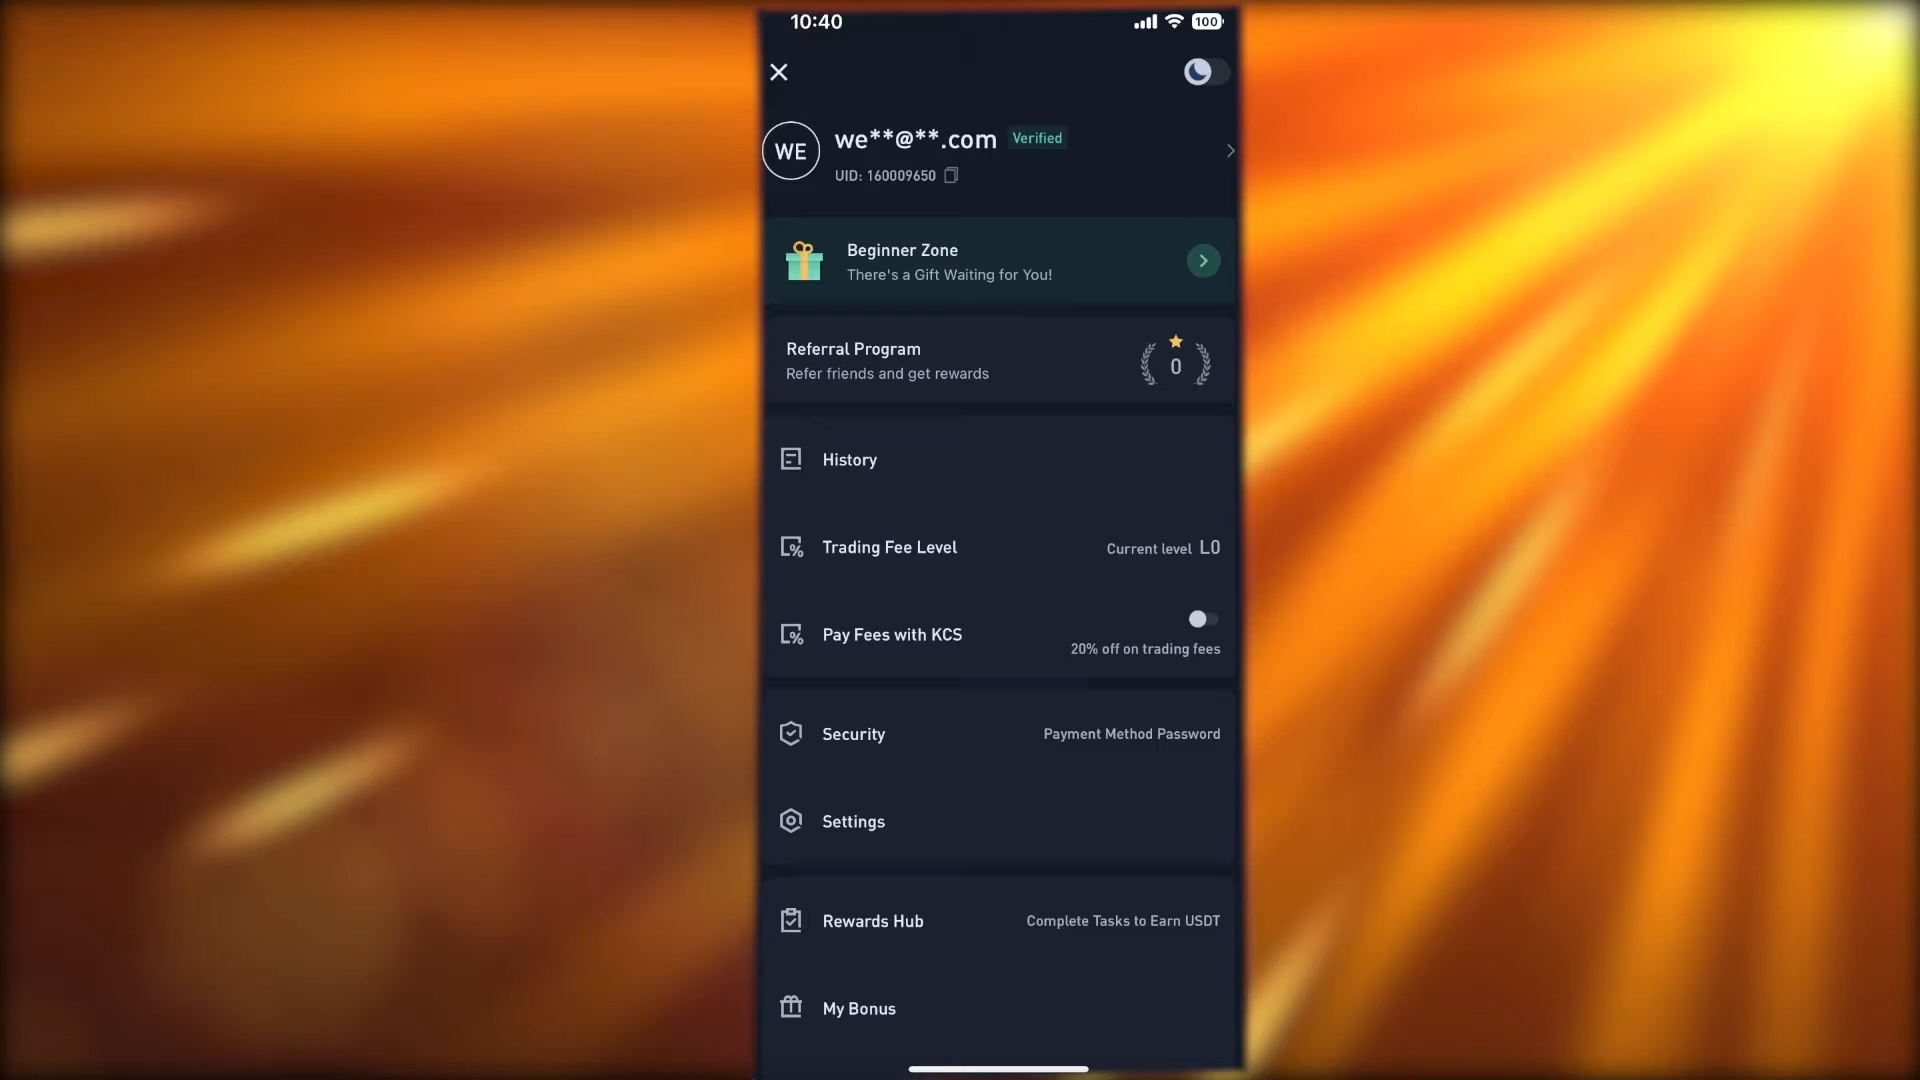 10:40
100
WE
we**@**.com
Verified
UID: 160009650
Beginner Zone
There's a Gift Waiting for You!
Referral Program
Refer friends and get rewards
0
History
Trading Fee Level
Current level L0
Pay Fees with KCS
20% off on trading fees
Security
Payment Method Password
Settings
Rewards Hub
Complete Tasks to Earn USDT
My Bonus